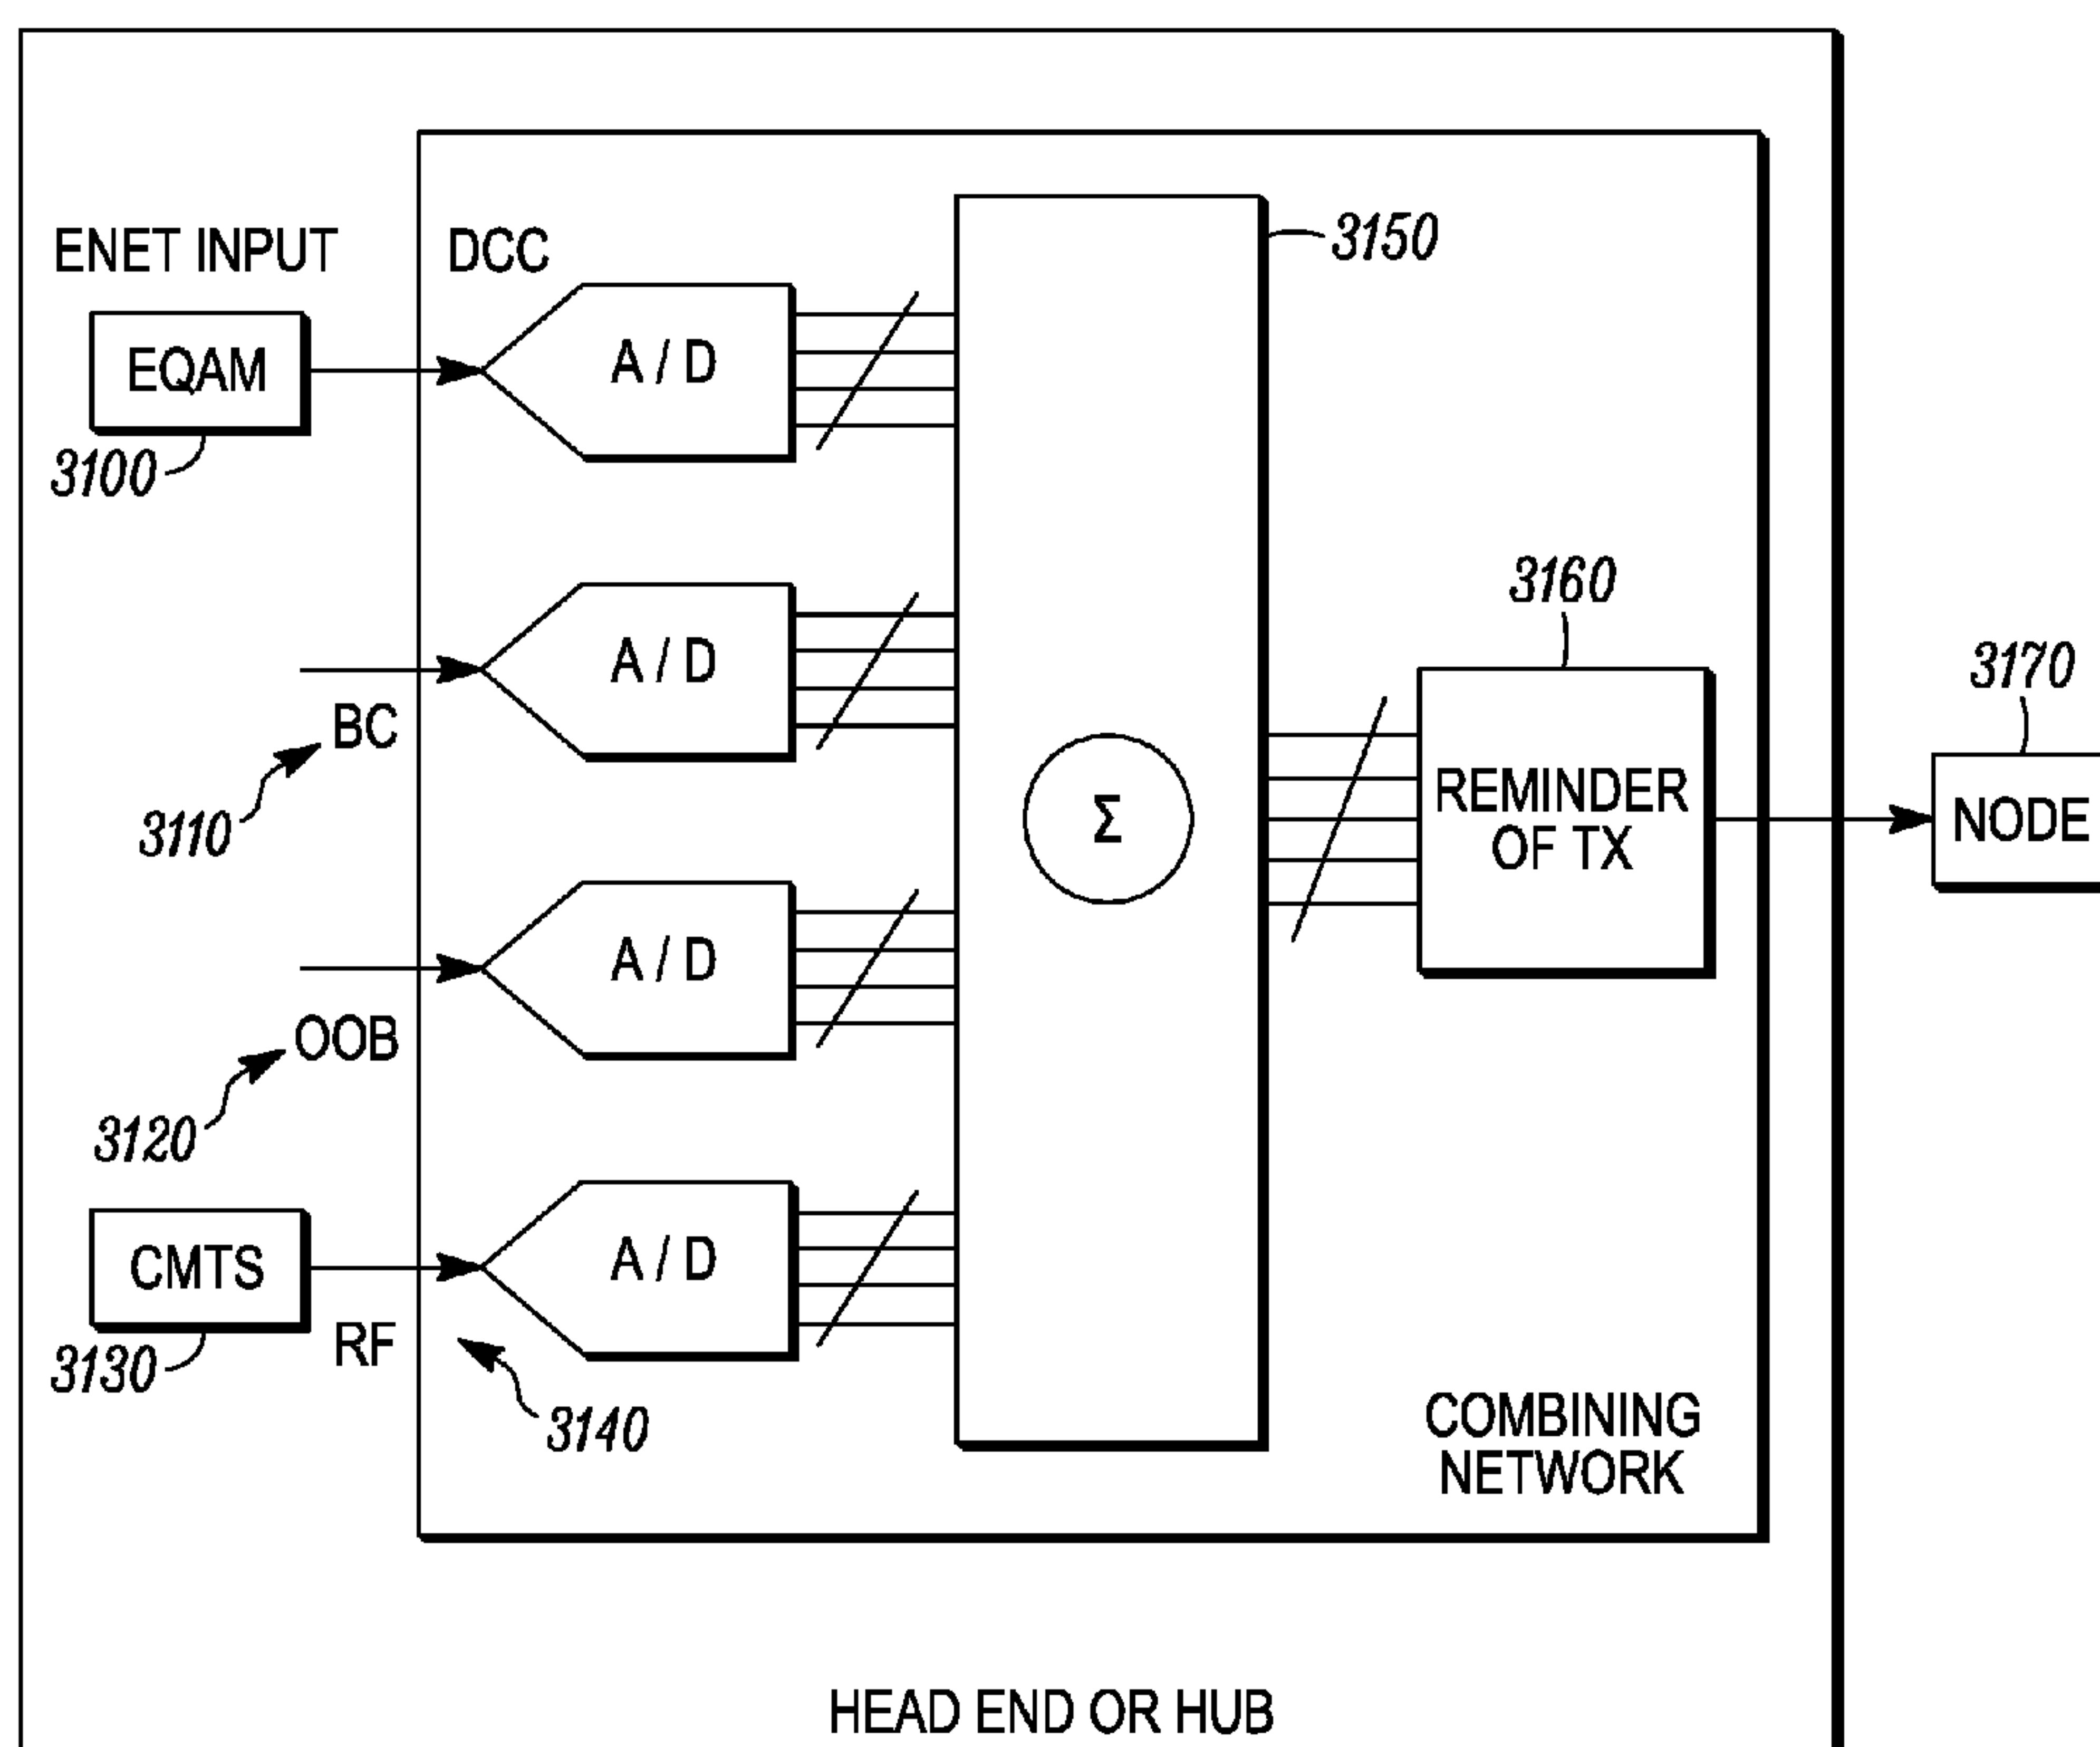 ENET INPUT
DCC
3150
EQAM
A / D
3100
3160
A / D
3170
BC
REMINDER
OF TX
Σ
NODE
3110
A / D
OOB
3120
CMTS
A / D
RF
3130
3140
COMBINING
NETWORK
HEAD END OR HUB